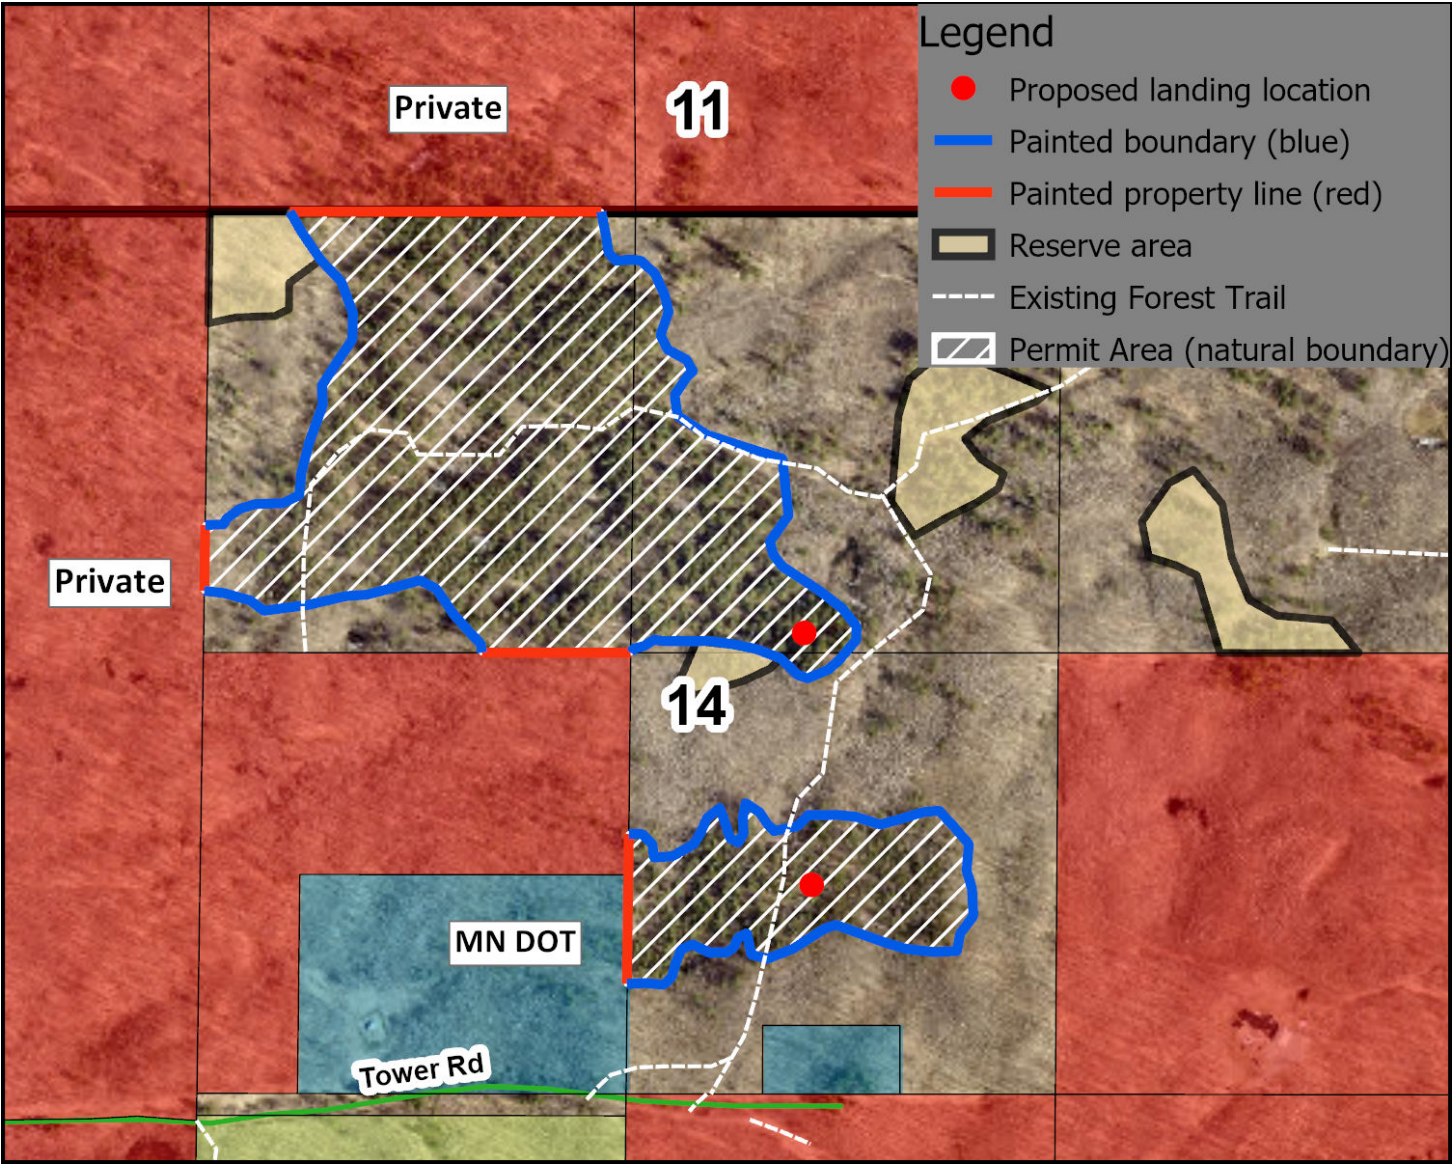 Legend
Proposed landing location
Painted boundary (blue)
Painted property line (red)
Reserve area
Existing Forest Trail
Permit Area (natural boundary)
Private
11
Private
14
MN DOT
Tower Rd